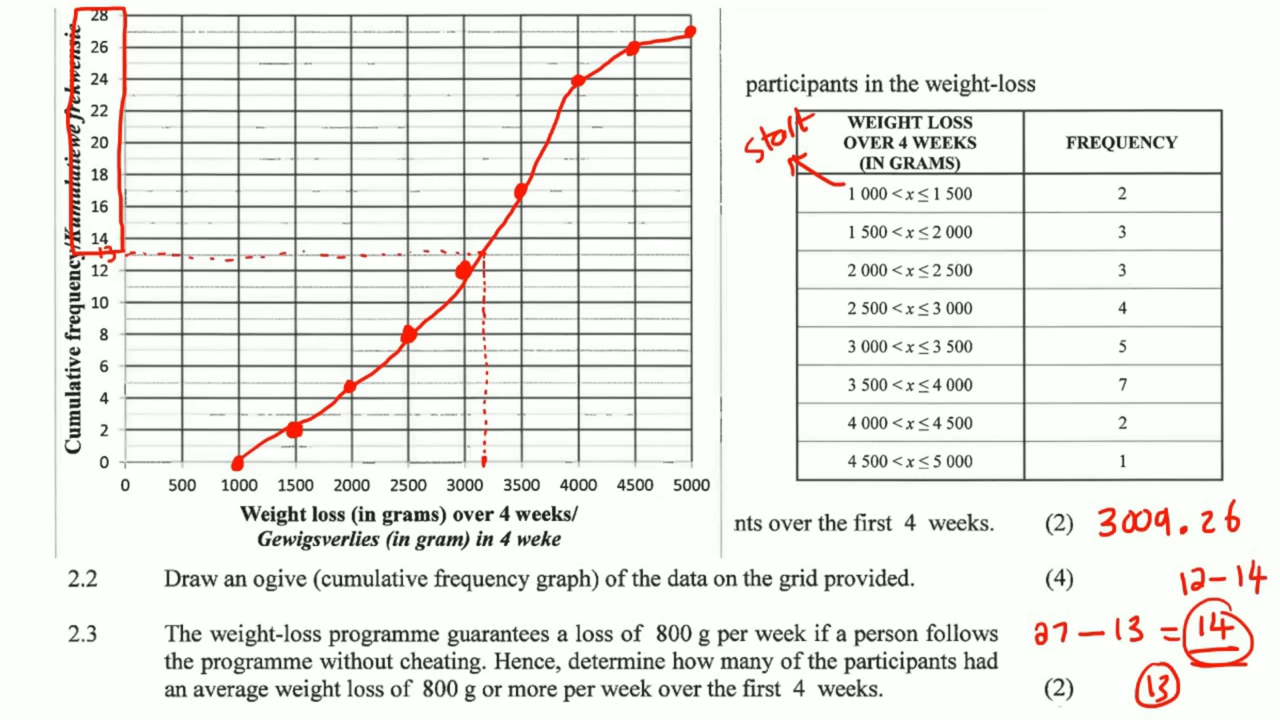 Cumulative frequency/Kumulatiewe frekwensie
28
26
24
22
20
18
16
14
13
12
10
8
6
4
2
0
0 500 1000 1500 2000 2500 3000 3500 4000 4500 5000
Weight loss (in grams) over 4 weeks/
Gewigsverlies (in gram) in 4 weke
participants in the weight-loss
start
WEIGHT LOSS
OVER 4 WEEKS
(IN GRAMS) FREQUENCY
1 000 < x ≤ 1 500 2
1 500 < x ≤ 2 000 3
2 000 < x ≤ 2 500 3
2 500 < x ≤ 3 000 4
3 000 < x ≤ 3 500 5
3 500 < x ≤ 4 000 7
4 000 < x ≤ 4 500 2
4 500 < x ≤ 5 000 1
nts over the first 4 weeks. (2) 3009.26
2.2 Draw an ogive (cumulative frequency graph) of the data on the grid provided. (4)
12-14
2.3 The weight-loss programme guarantees a loss of 800 g per week if a person follows 27 - 13 = 14
the programme without cheating. Hence, determine how many of the participants had
an average weight loss of 800 g or more per week over the first 4 weeks. (2) 13